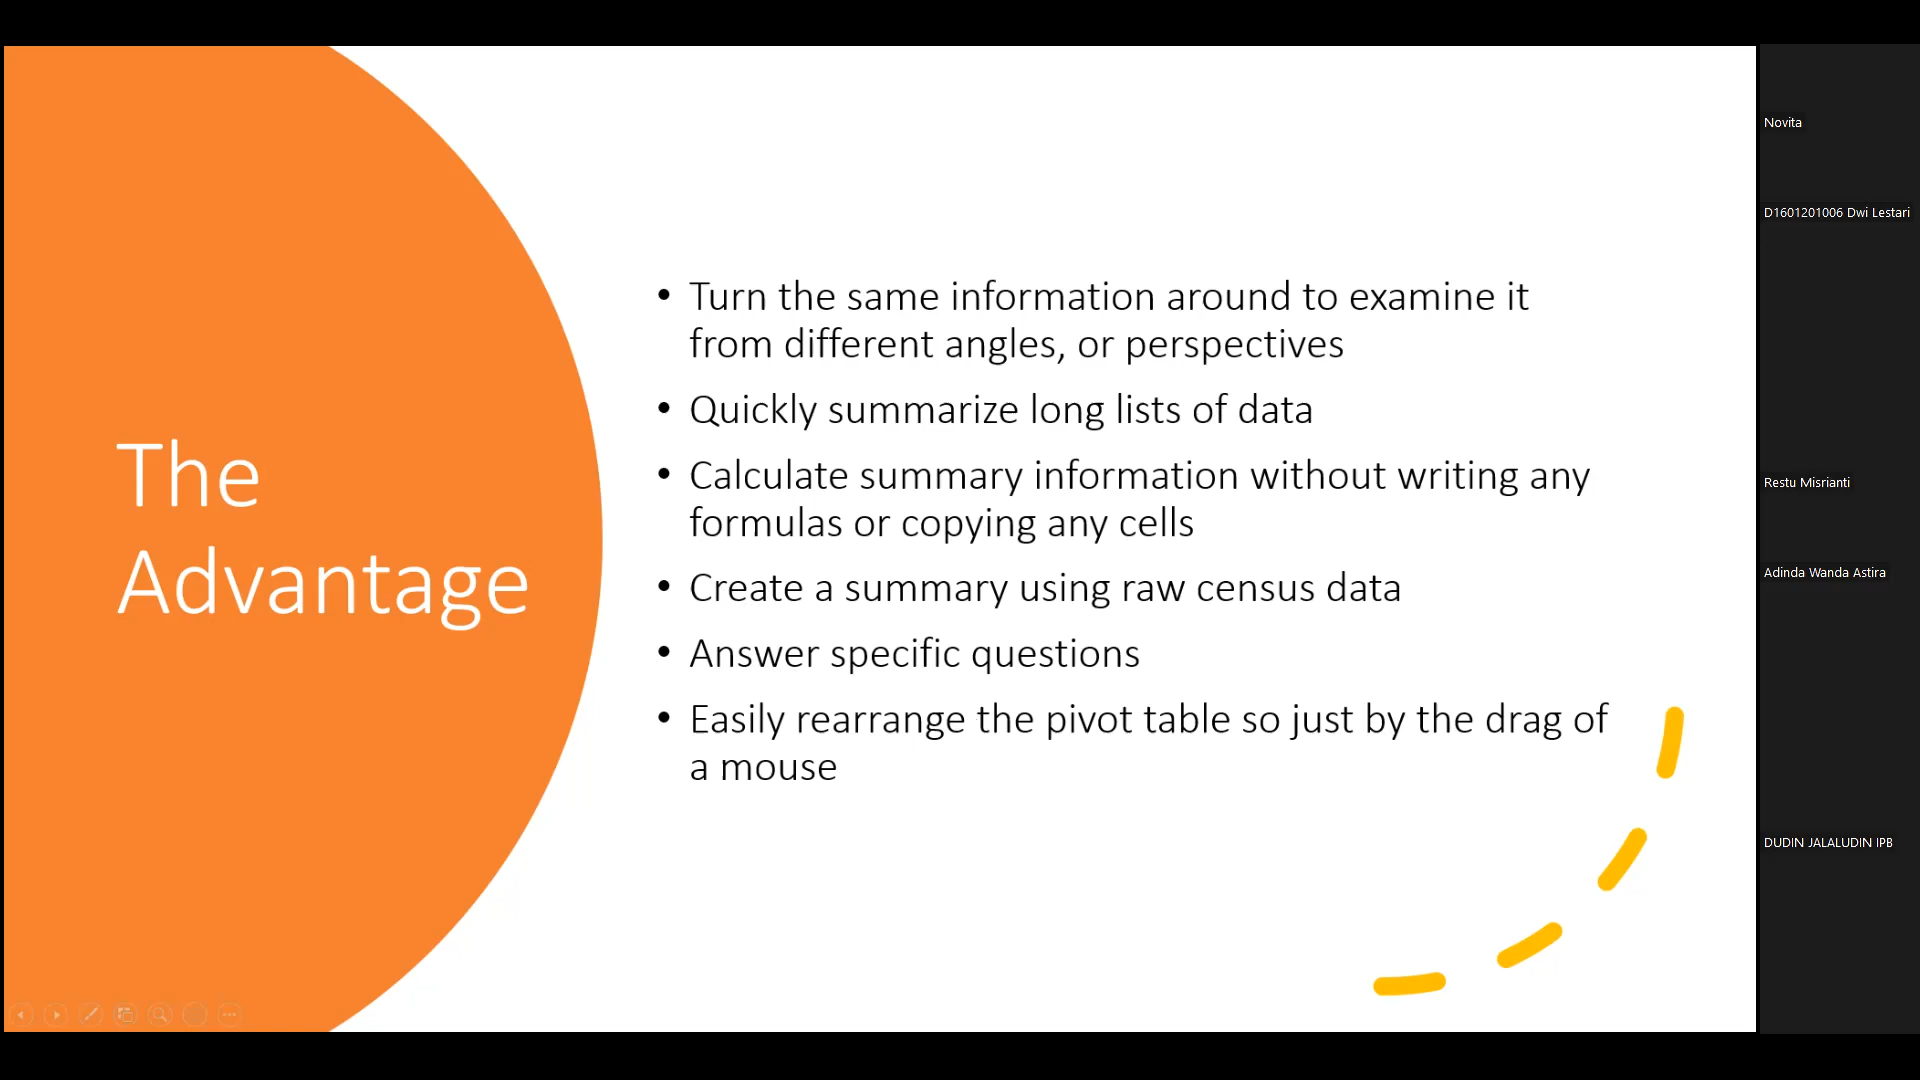 The
Advantage
• Turn the same information around to examine it
from different angles, or perspectives
• Quickly summarize long lists of data
• Calculate summary information without writing any
formulas or copying any cells
• Create a summary using raw census data
• Answer specific questions
• Easily rearrange the pivot table so just by the drag of
a mouse
Novita
D1601201006 Dwi Lestari
Restu Misrianti
Adinda Wanda Astira
DUDIN JALALUDIN IPB